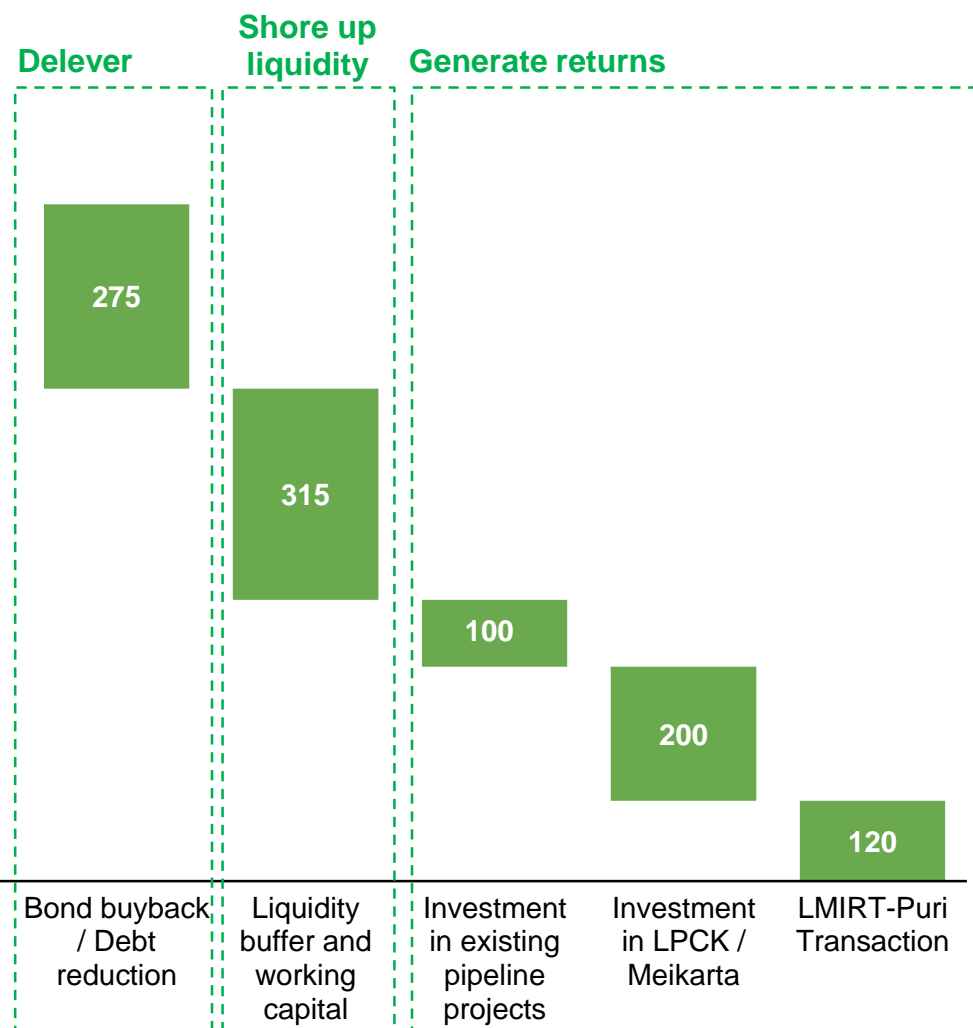 Delever
Shore up
liquidity
Generate returns
275
315
100
200
120
Bond buyback
/ Debt
reduction
Liquidity
buffer and
working
capital
Investment
in existing
pipeline
projects
Investment
in LPCK /
Meikarta
LMIRT-Puri
Transaction